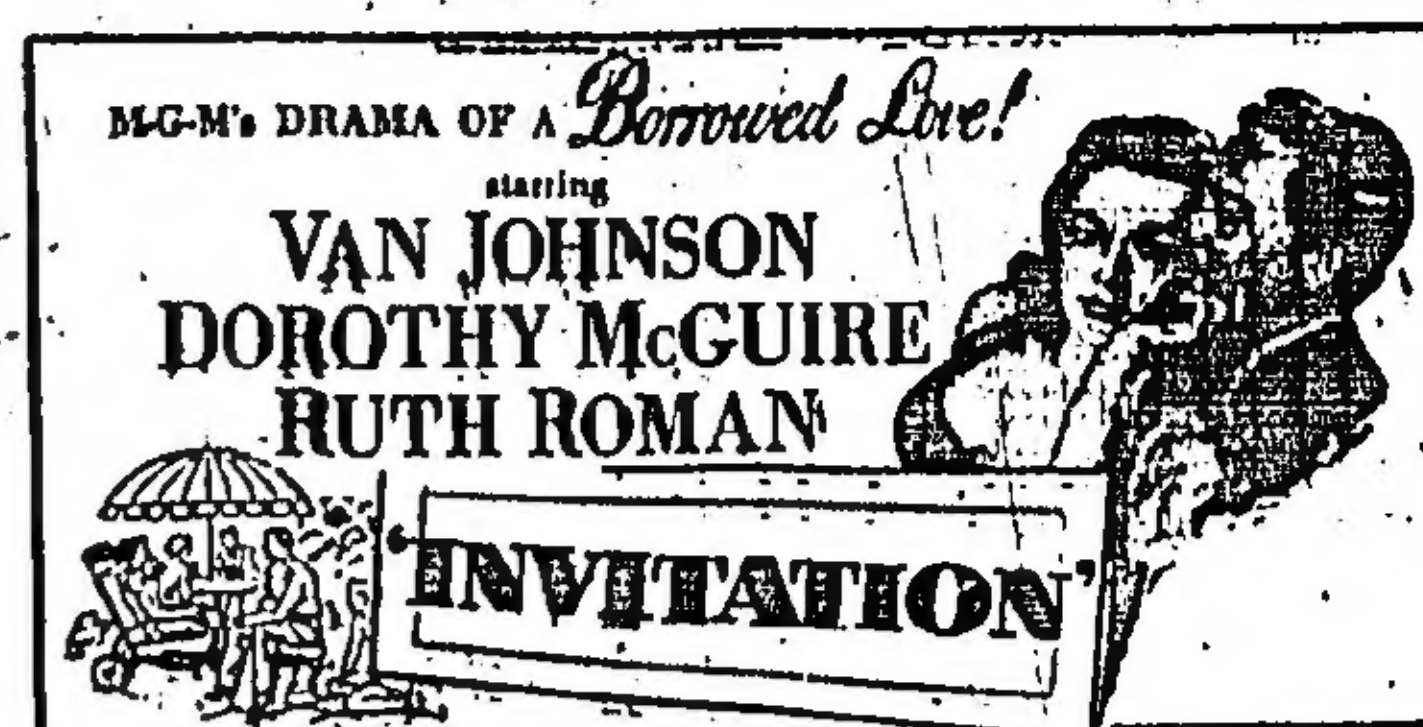 M-G-M's DRAMA OF A Borrowed Love!
starring
VAN JOHNSON
DOROTHY McGUIRE
RUTH ROMAN
'INVITATION'